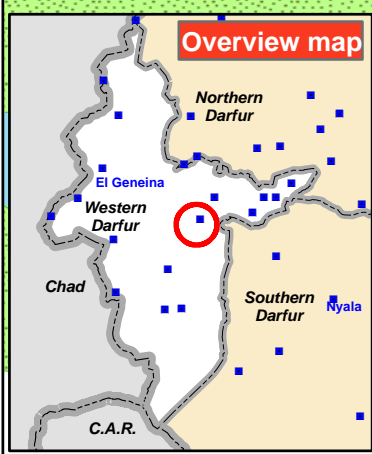 Overview map
Northern
Darfur
El Geneina
Western
Darfur
Chad
Southern
Darfur
Nyala
C.A.R.